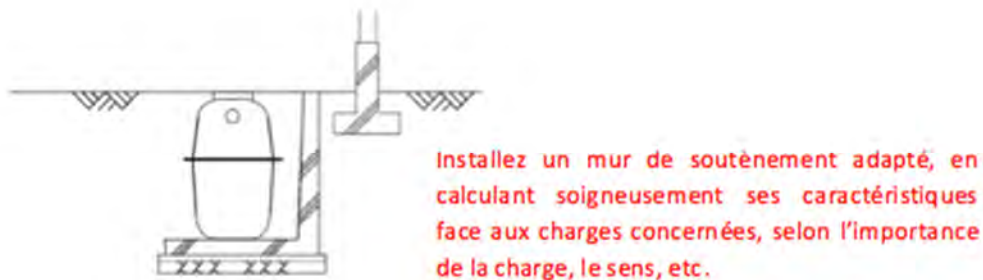 Installez un mur de soutènement adapté, en
calculant soigneusement ses caractéristiques
face aux charges concernées, selon l’importance
de la charge, le sens, etc.